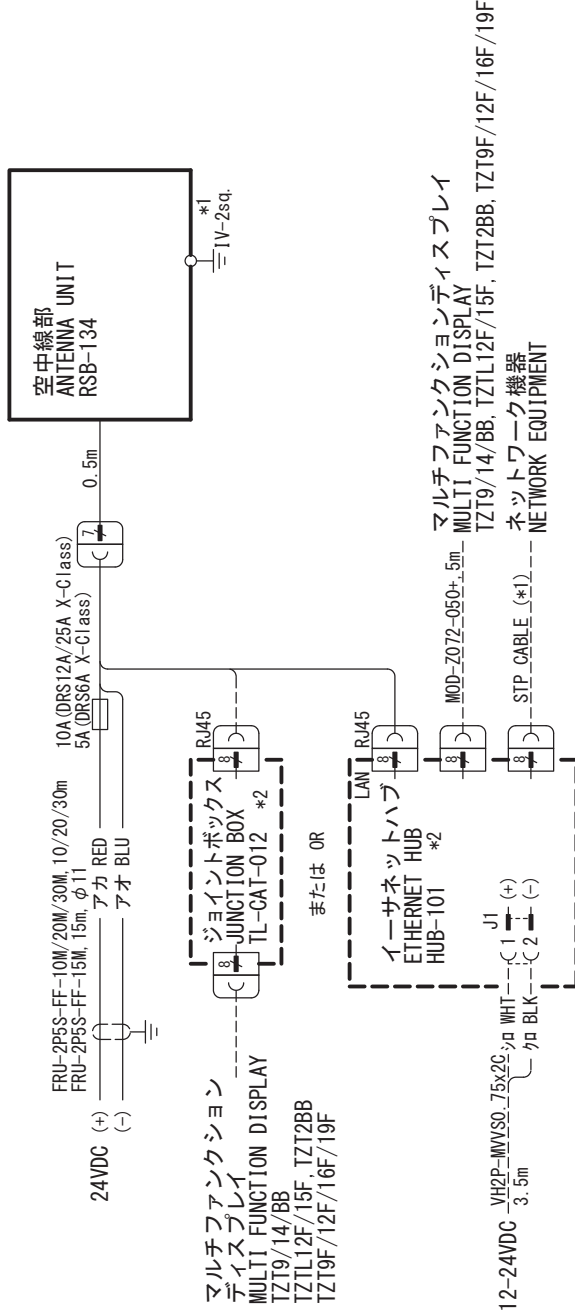 空中線部
ANTENNA UNIT
RSB-134
*1
IV-2sq.
0.5m
7
10A(DRS12A/25A X-Class)
5A(DRS6A X-Class)
FRU-2P5S-FF-10M/20M/30M, 10/20/30m
FRU-2P5S-FF-15M, 15m, φ11
アカ RED
アオ BLU
24VDC (+)
(-)
マルチファンクション
ディスプレイ
MULTI FUNCTION DISPLAY
TZT9/14/BB
TZTL12F/15F, TZT2BB
TZT9F/12F/16F/19F
8
ジョイントボックス
JUNCTION BOX
TL-CAT-012 *2
8
RJ45
または OR
LAN RJ45
8
イーサネットハブ
ETHERNET HUB *2
HUB-101
8
MOD-Z072-050+, 5m
マルチファンクションディスプレイ
MULTI FUNCTION DISPLAY
TZT9/14/BB, TZTL12F/15F, TZT2BB, TZT9F/12F/16F/19F
8
STP CABLE (*1)
ネットワーク機器
NETWORK EQUIPMENT
J1
1 (+)
2 (-)
12-24VDC
VH2P-MVVS0.75x2C
3.5m
シロ WHT
クロ BLK